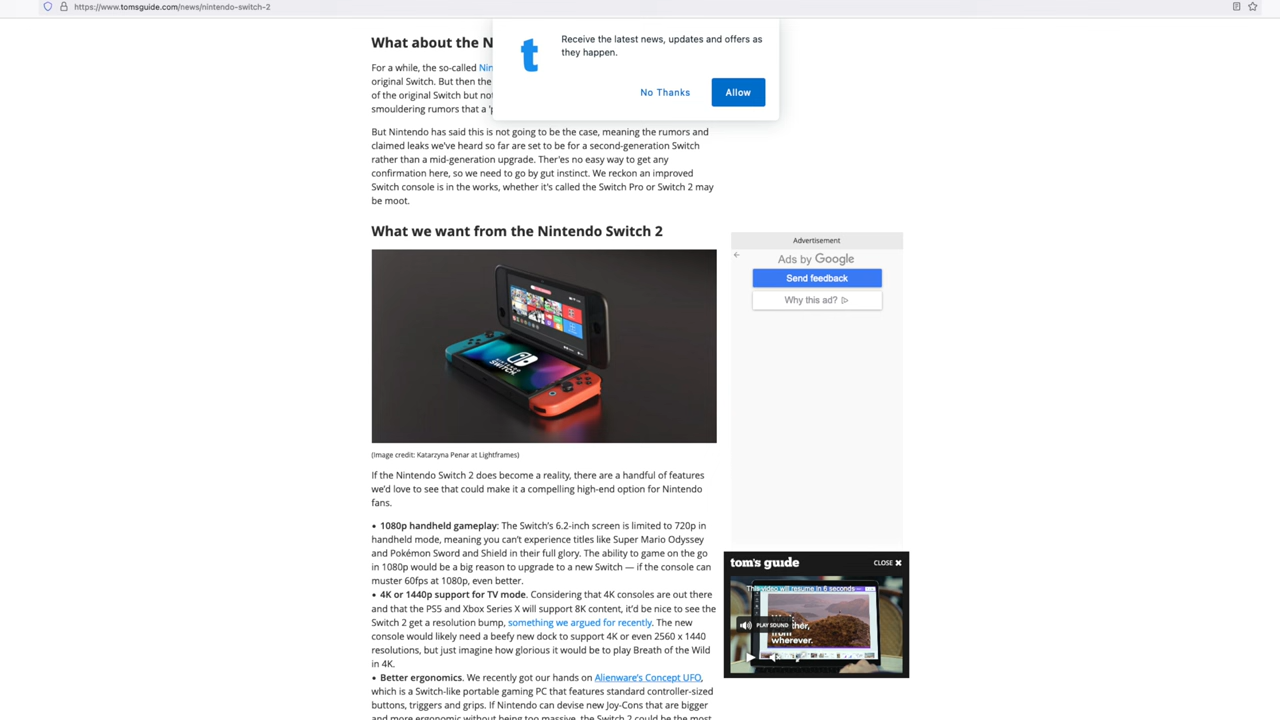 https://www.tomsguide.com/news/nintendo-switch-2
Receive the latest news, updates and offers as
they happen.
No Thanks
Allow
What about the N
For a while, the so-called Nin
original Switch. But then the
of the original Switch but not
smouldering rumors that a 'p
But Nintendo has said this is not going to be the case, meaning the rumors and
claimed leaks we've heard so far are set to be for a second-generation Switch
rather than a mid-generation upgrade. Ther'es no easy way to get any
confirmation here, so we need to go by gut instinct. We reckon an improved
Switch console is in the works, whether it's called the Switch Pro or Switch 2 may
be moot.
What we want from the Nintendo Switch 2
NINTENDO
SWITCH
(Image credit: Katarzyna Penar at Lightframes)
If the Nintendo Switch 2 does become a reality, there are a handful of features
we'd love to see that could make it a compelling high-end option for Nintendo
fans.
• 1080p handheld gameplay: The Switch's 6.2-inch screen is limited to 720p in
handheld mode, meaning you can't experience titles like Super Mario Odyssey
and Pokémon Sword and Shield in their full glory. The ability to game on the go
in 1080p would be a big reason to upgrade to a new Switch — if the console can
muster 60fps at 1080p, even better.
• 4K or 1440p support for TV mode. Considering that 4K consoles are out there
and that the PS5 and Xbox Series X will support 8K content, it'd be nice to see the
Switch 2 get a resolution bump, something we argued for recently. The new
console would likely need a beefy new dock to support 4K or even 2560 x 1440
resolutions, but just imagine how glorious it would be to play Breath of the Wild
in 4K.
• Better ergonomics. We recently got our hands on Alienware's Concept UFO,
which is a Switch-like portable gaming PC that features standard controller-sized
buttons, triggers and grips. If Nintendo can devise new Joy-Cons that are bigger
and more ergonomic without being too massive, the Switch 2 could be the most
Advertisement
Ads by Google
Send feedback
Why this ad?
tom's guide
CLOSE ✖
This video will resume in 6 seconds
PLAY SOUND
from
wherever.